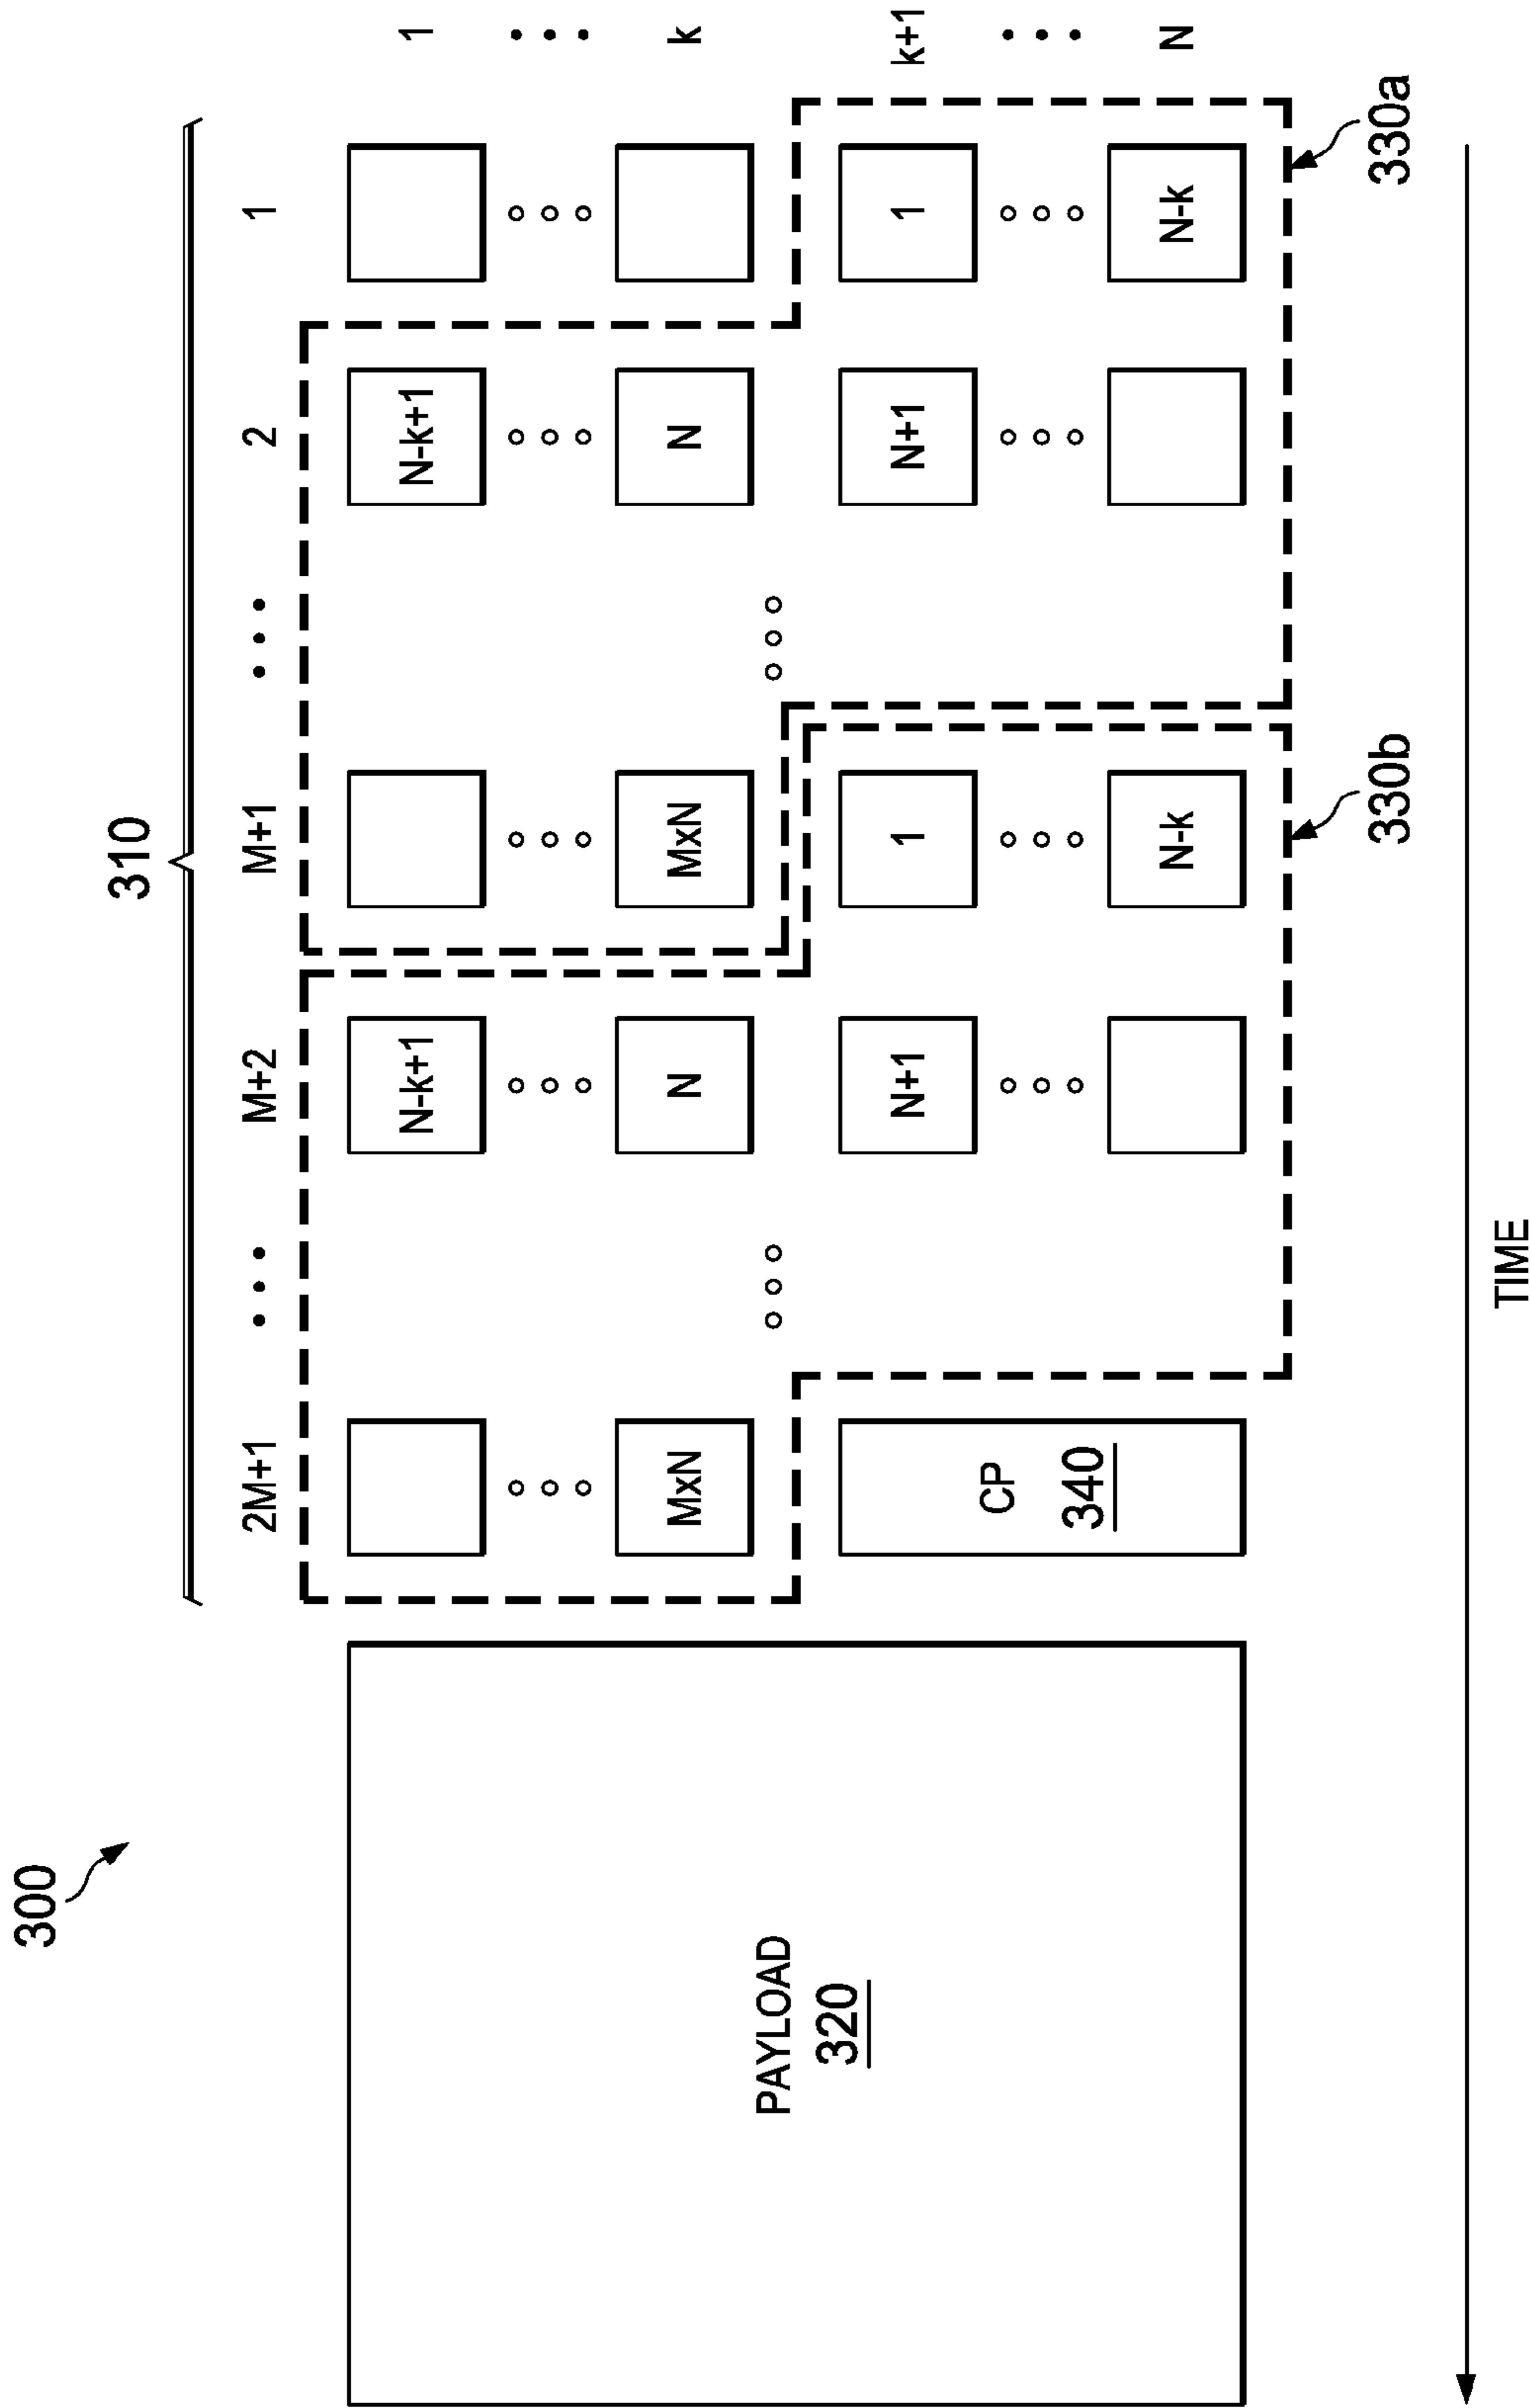 300
310
2M+1 ••• M+2 M+1 ••• 2 1
N-k+1 N-k+1 1
MxN N MxN N k
PAYLOAD
320
N+1 1 N+1 1 k+1
CP
340
N-k N-k N
330b 330a
TIME